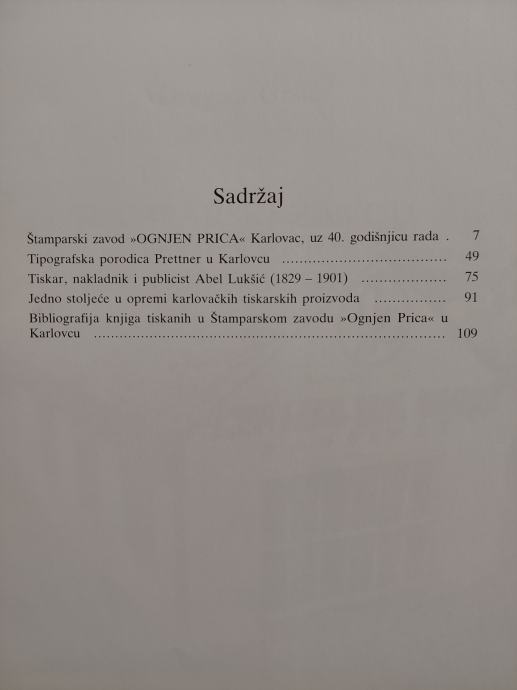 Sadržaj
Štamparski zavod »OGNJEN PRICA« Karlovac, uz 40. godišnjicu rada . 7
Tipografska porodica Prettner u Karlovcu ..................................... 49
Tiskar, nakladnik i publicist Abel Lukšić (1829 – 1901) .................. 75
Jedno stoljeće u opremi karlovačkih tiskarskih proizvoda ............... 91
Bibliografija knjiga tiskanih u Štamparskom zavodu »Ognjen Prica« u
Karlovcu ................................................................................ 109